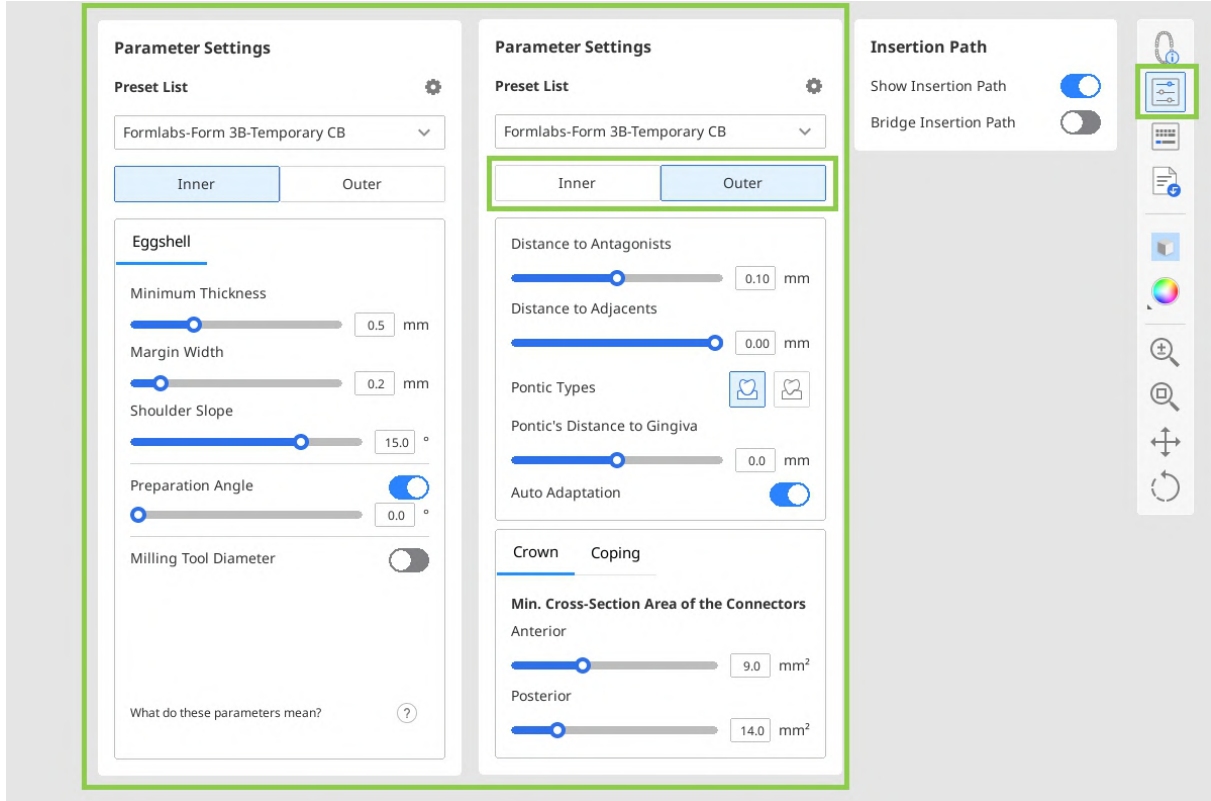 Parameter Settings
Preset List
Formlabs-Form 3B-Temporary CB
Inner Outer
Eggshell
Minimum Thickness
0.5 mm
Margin Width
0.2 mm
Shoulder Slope
15.0 °
Preparation Angle
0.0 °
Milling Tool Diameter
What do these parameters mean? ?
Parameter Settings
Preset List
Formlabs-Form 3B-Temporary CB
Inner Outer
Distance to Antagonists
0.10 mm
Distance to Adjacents
0.00 mm
Pontic Types
Pontic's Distance to Gingiva
0.0 mm
Auto Adaptation
Crown Coping
Min. Cross-Section Area of the Connectors
Anterior
9.0 mm²
Posterior
14.0 mm²
Insertion Path
Show Insertion Path
Bridge Insertion Path